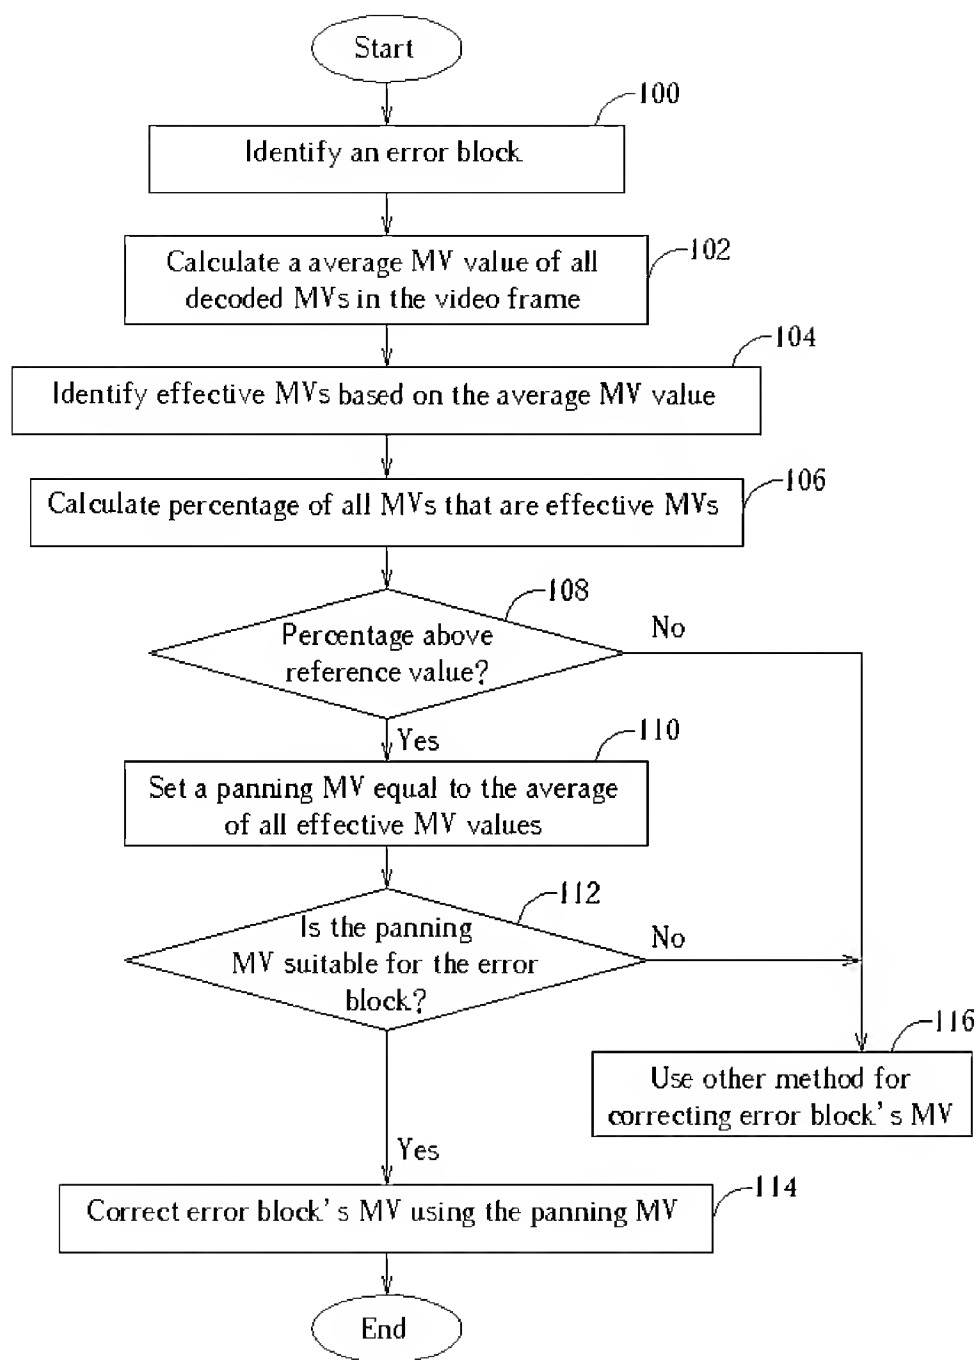 Start
100
Identify an error block
102
Calculate a average MV value of all
decoded MVs in the video frame
104
Identify effective MVs based on the average MV value
106
Calculate percentage of all MVs that are effective MVs
108
Percentage above
reference value?
No
Yes
110
Set a panning MV equal to the average
of all effective MV values
112
Is the panning
MV suitable for the error
block?
No
116
Use other method for
correcting error block's MV
Yes
114
Correct error block's MV using the panning MV
End